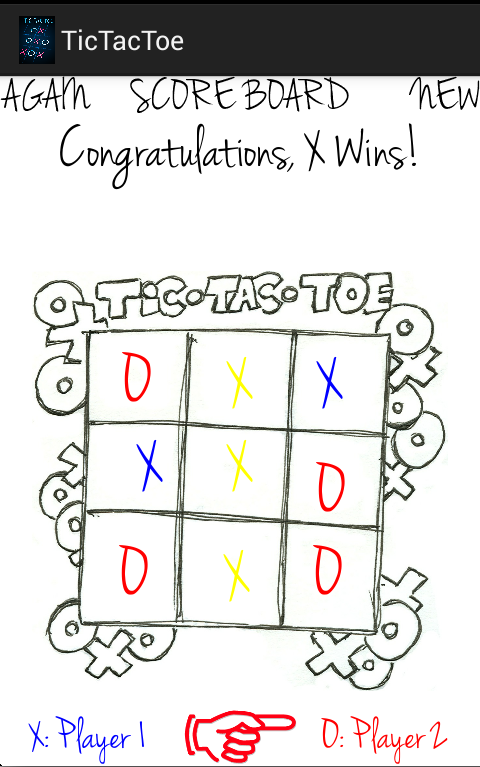 TicTacToe
AGAIN SCOREBOARD NEW
Congratulations, X Wins!
TIC•TAC•TOE
O X X
X X O
O X O
X: Player 1 O: Player 2